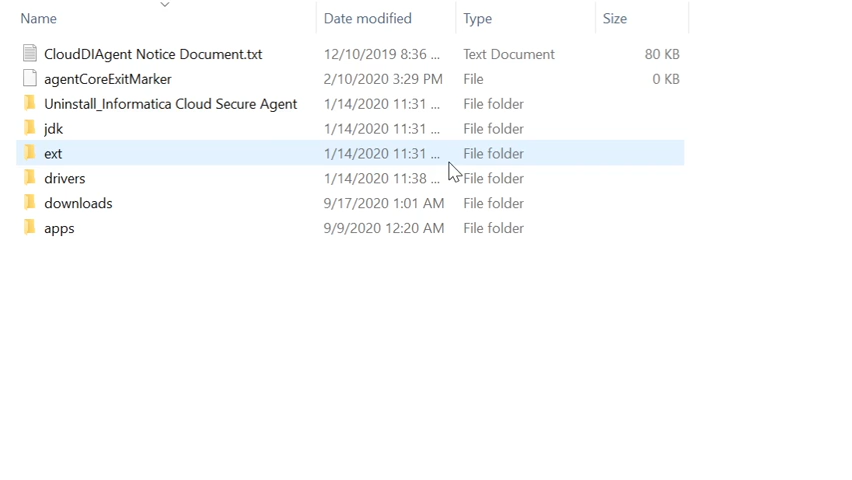 Name Date modified Type Size
CloudDIAgent Notice Document.txt 12/10/2019 8:36 ... Text Document 80 KB
agentCoreExitMarker 2/10/2020 3:29 PM File 0 KB
Uninstall_Informatica Cloud Secure Agent 1/14/2020 11:31 ... File folder
jdk 1/14/2020 11:31 ... File folder
ext 1/14/2020 11:31 ... File folder
drivers 1/14/2020 11:38 ... File folder
downloads 9/17/2020 1:01 AM File folder
apps 9/9/2020 12:20 AM File folder